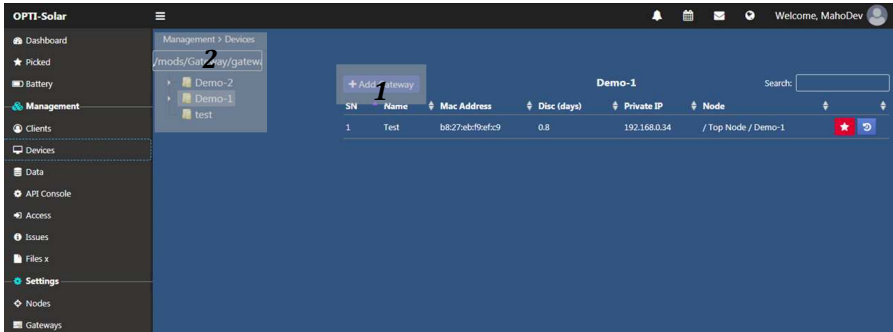 OPTI-Solar
Welcome, MahoDev
Dashboard
Picked
Battery
Management
Clients
Devices
Data
API Console
Access
Issues
Files x
Settings
Nodes
Gateways
Management > Devices
2
/mods/Gateway/gatewa
Demo-2
Demo-1
test
+ Add Gateway
1
Demo-1
Search:
SN Name Mac Address Disc (days) Private IP Node
1 Test b8:27:eb:f9:ef:c9 0.8 192.168.0.34 / Top Node / Demo-1